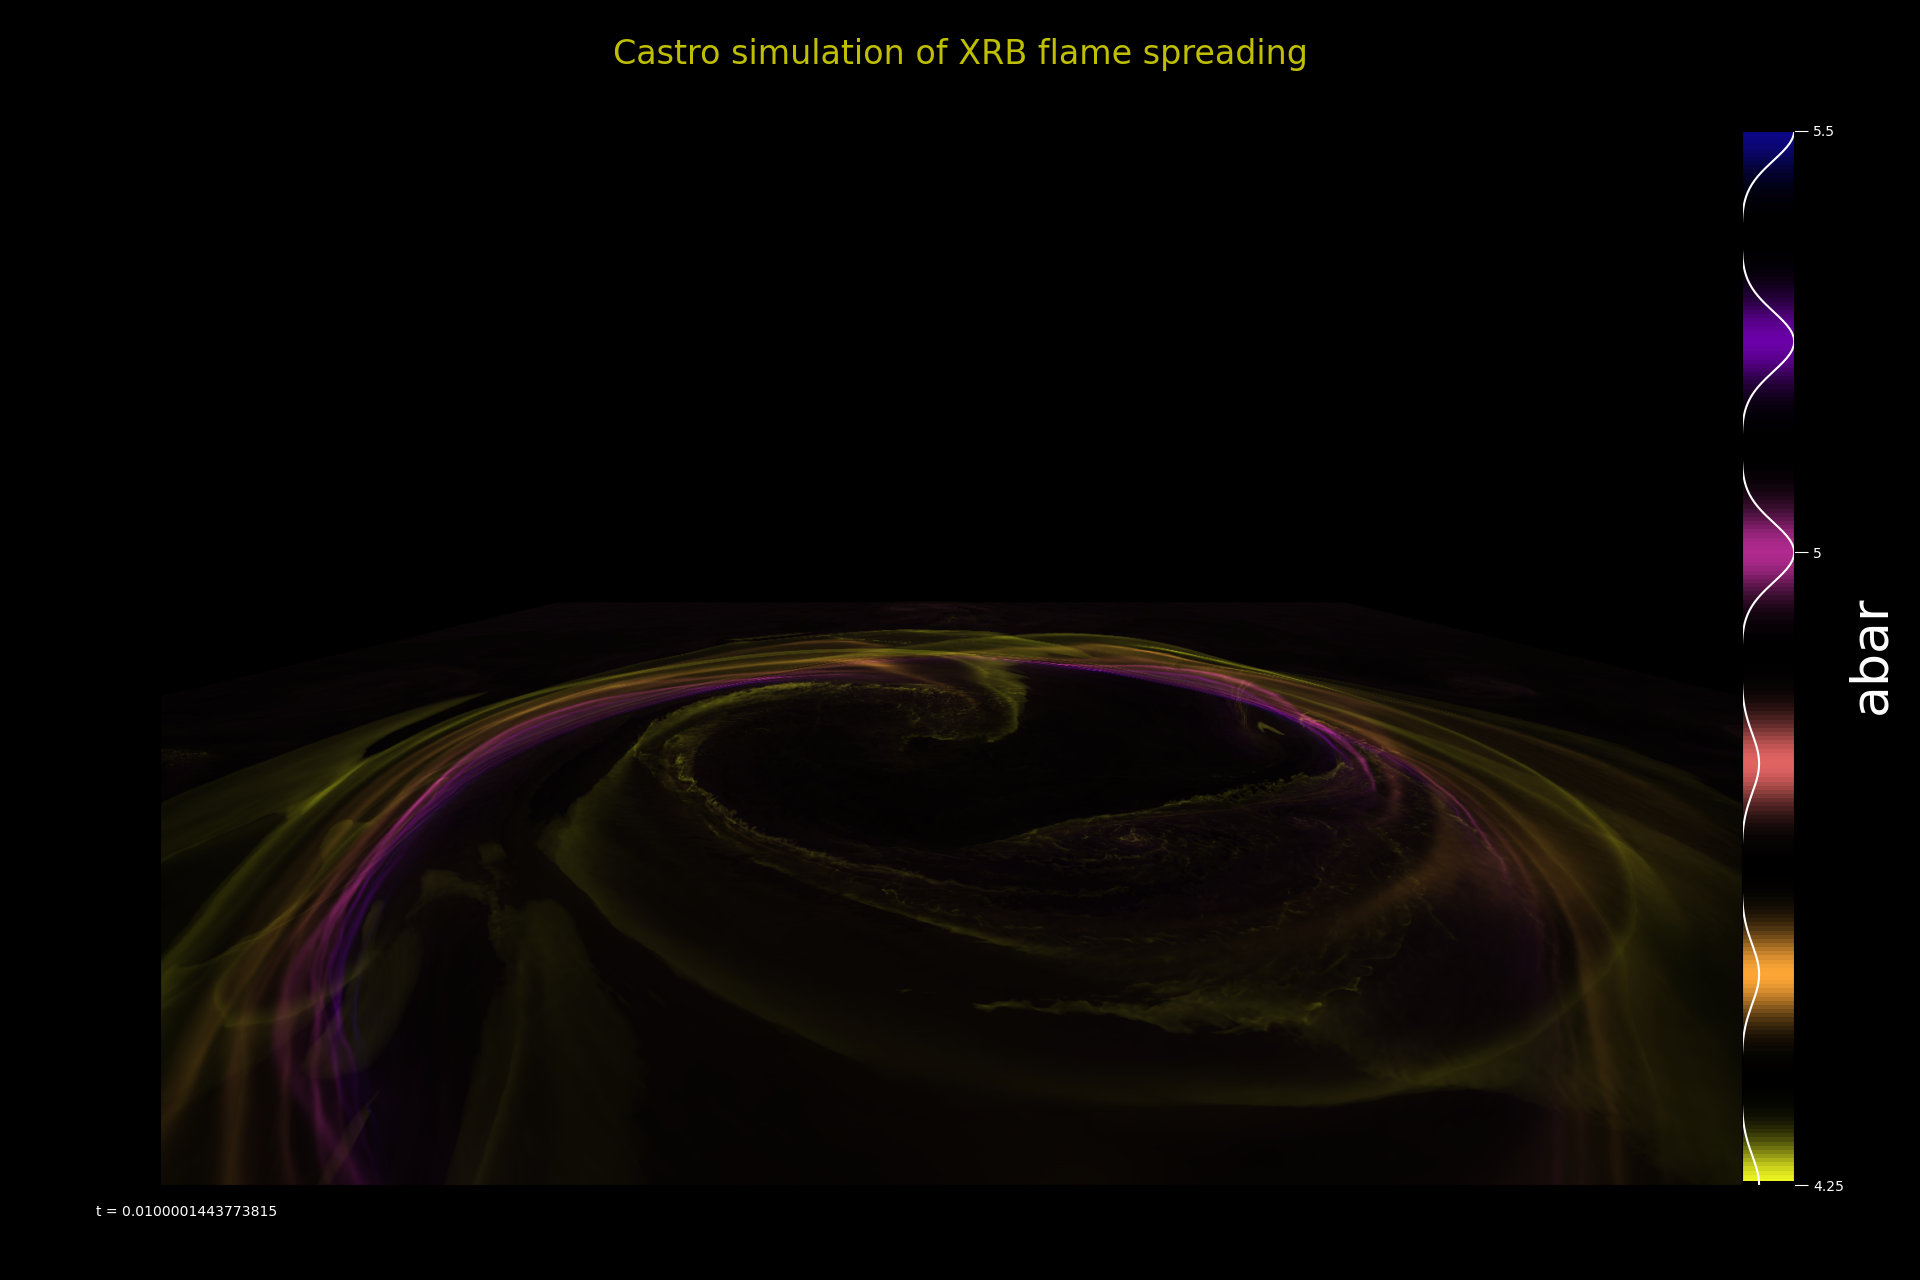 Castro simulation of XRB flame spreading
5.5
5
abar
4.25
t = 0.0100001443773815